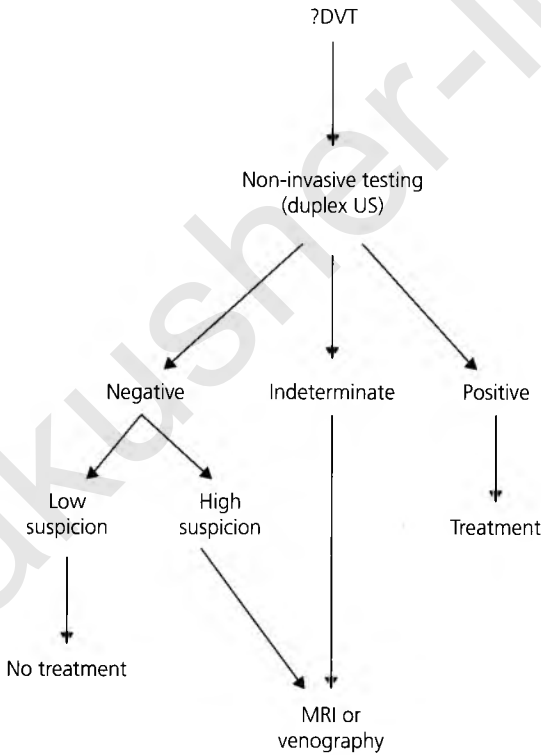 ?DVT
Non-invasive testing
(duplex US)
Negative
Indeterminate
Positive
Low
suspicion
High
suspicion
Treatment
No treatment
MRI or
venography